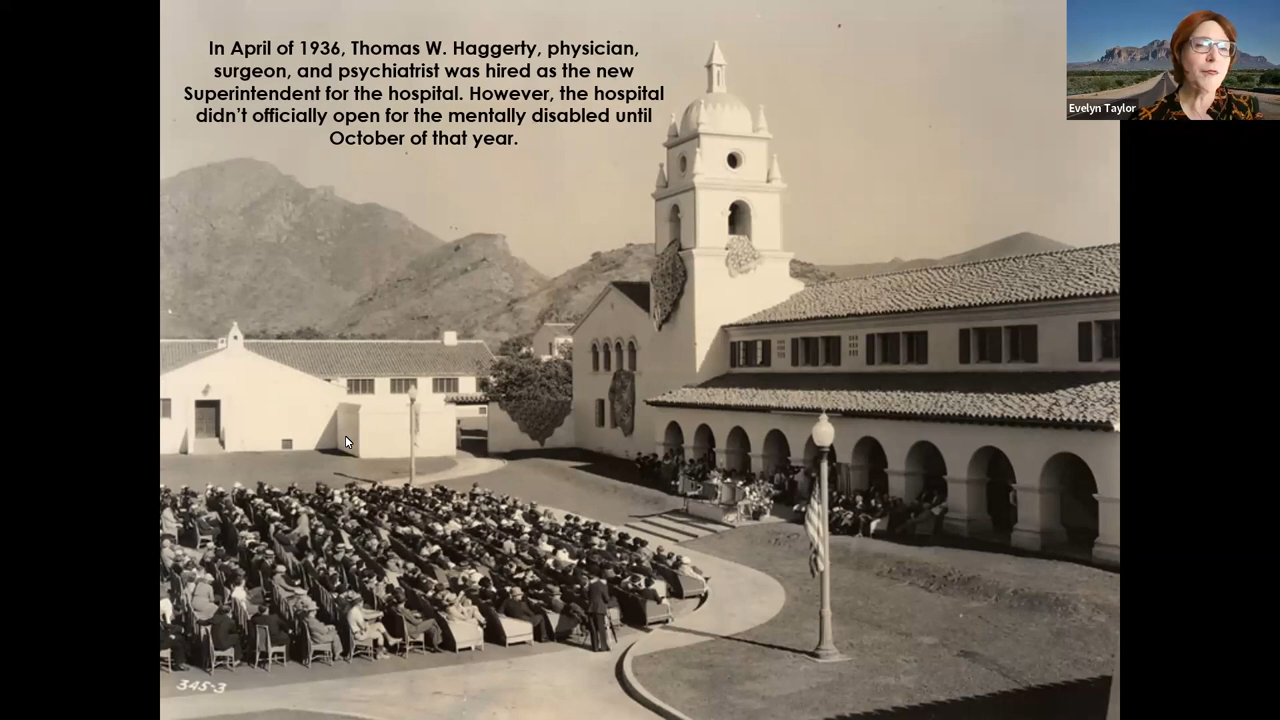 In April of 1936, Thomas W. Haggerty, physician,
surgeon, and psychiatrist was hired as the new
Superintendent for the hospital. However, the hospital
didn't officially open for the mentally disabled until
October of that year.
Evelyn Taylor
345-3